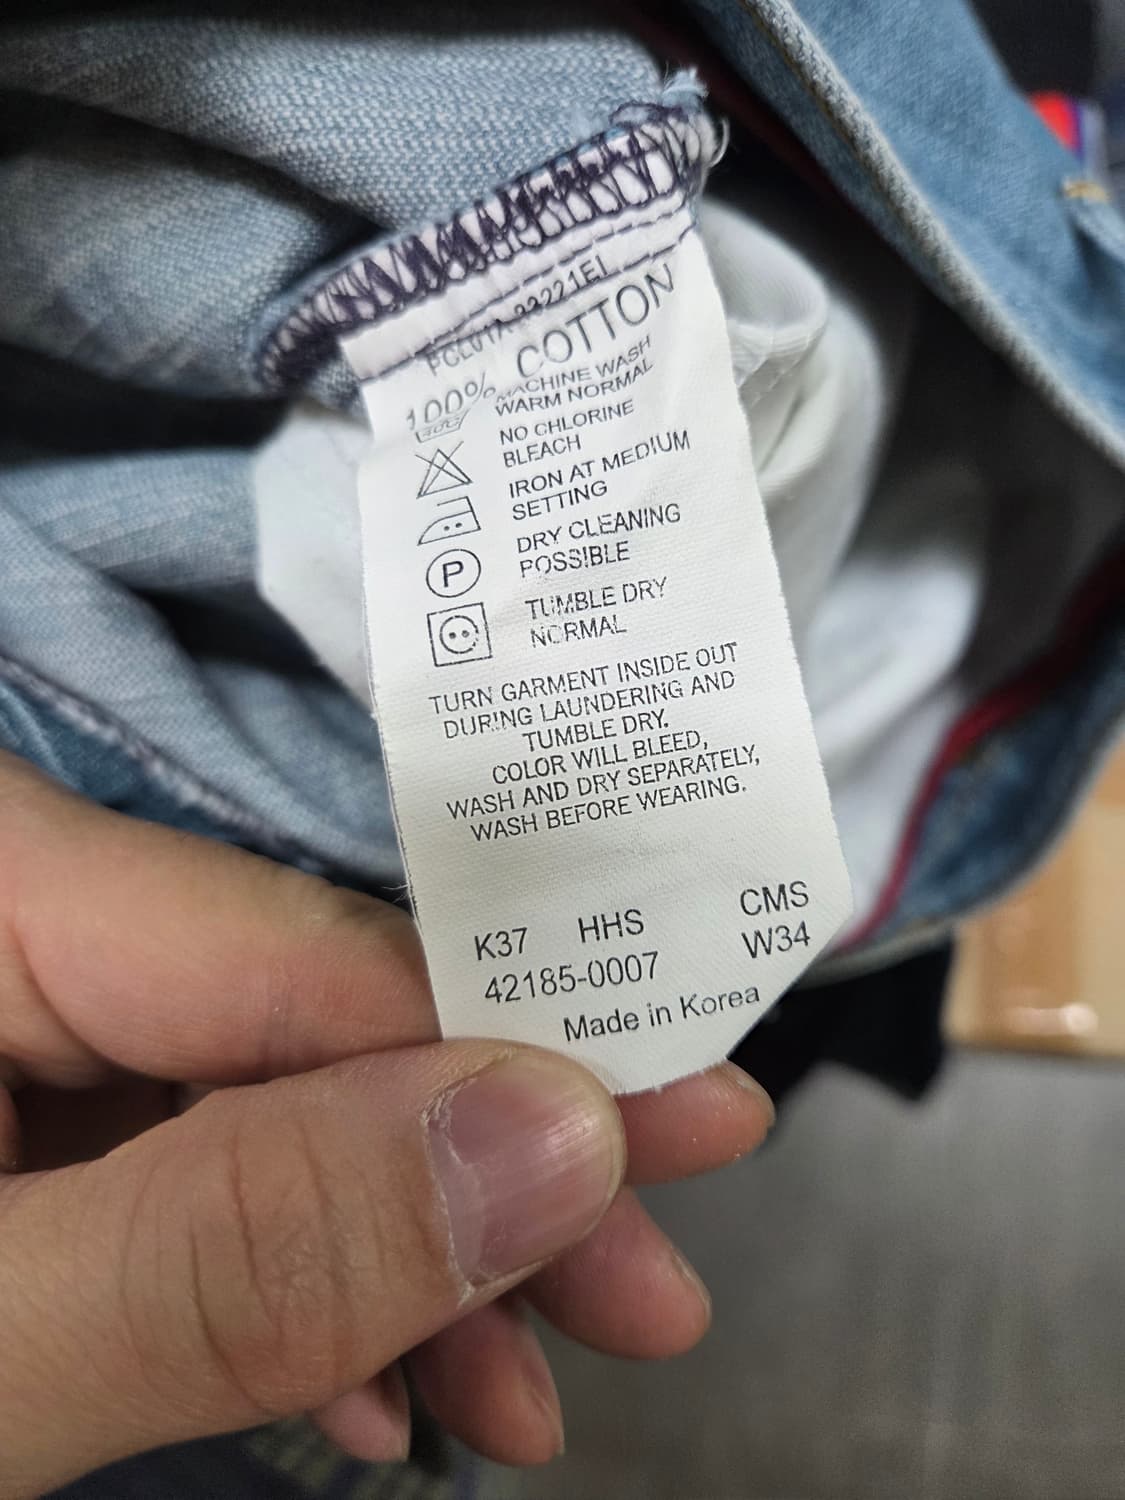 100% COTTON
MACHINE WASH
WARM NORMAL
NO CHLORINE
BLEACH
IRON AT MEDIUM
SETTING
P
DRY CLEANING
POSSIBLE
TUMBLE DRY
NORMAL
TURN GARMENT INSIDE OUT
DURING LAUNDERING AND
TUMBLE DRY.
COLOR WILL BLEED,
WASH AND DRY SEPARATELY,
WASH BEFORE WEARING.
K37 HHS CMS
42185-0007 W34
Made in Korea